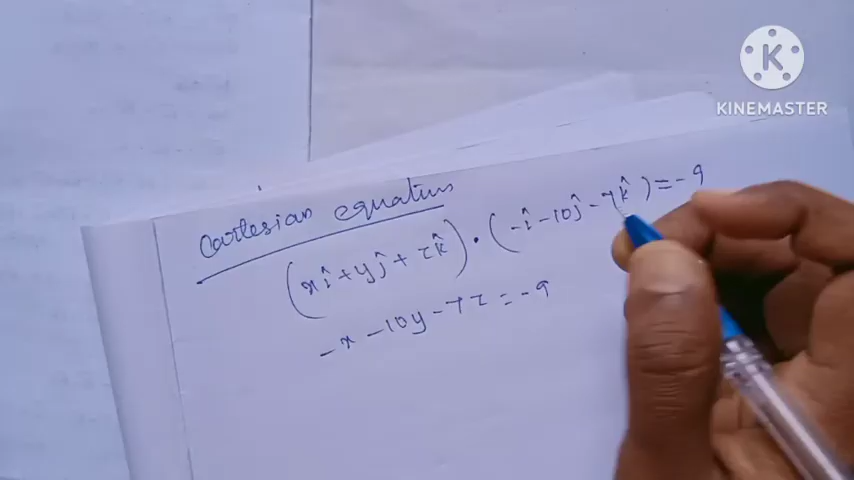 KINEMASTER
Cartesian equation
(xî + yĵ + zk̂) · (-î - 10ĵ - 7k̂) = -9
-x - 10y - 7z = -9